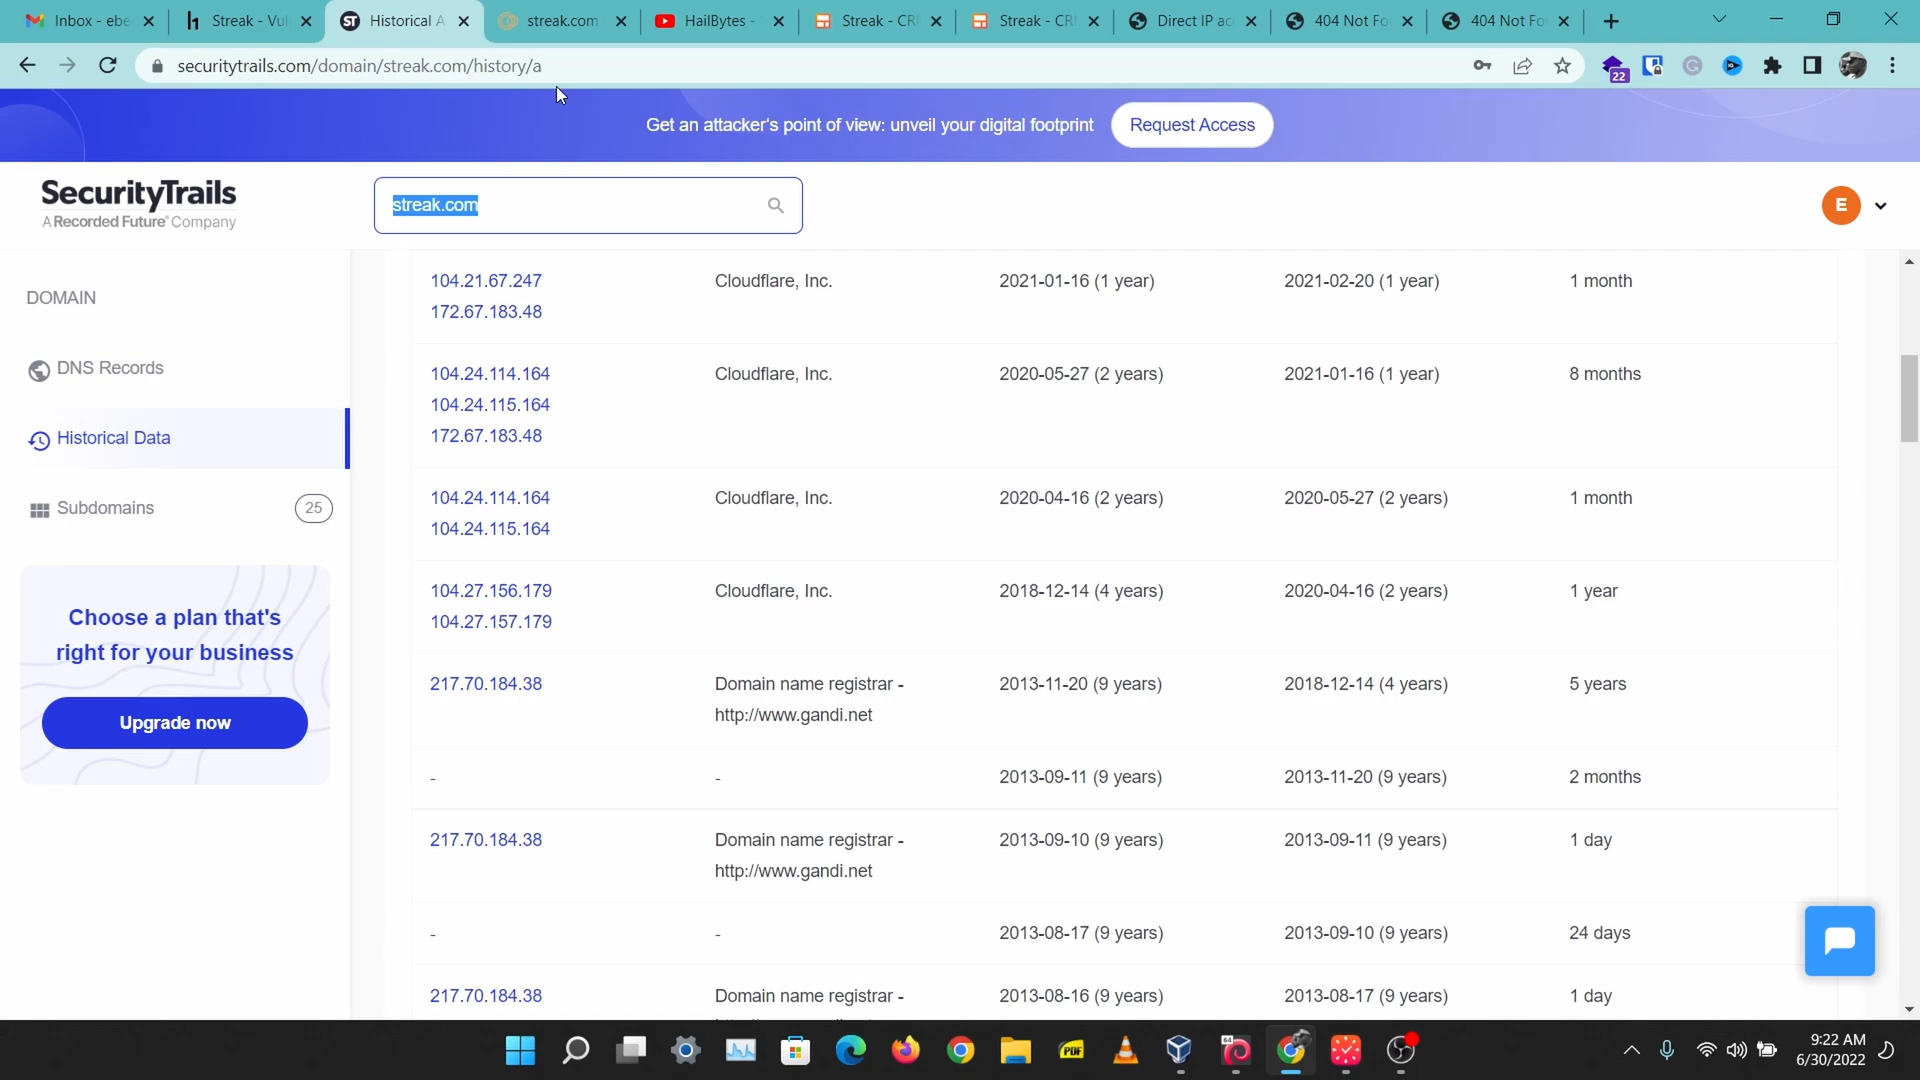 Inbox - ebe
Streak - Vul
Historical A
streak.com
HailBytes -
Streak - CR
Streak - CR
Direct IP ac
404 Not Fo
404 Not Fo
securitytrails.com/domain/streak.com/history/a
22
Get an attacker's point of view: unveil your digital footprint
Request Access
SecurityTrails
A Recorded Future® Company
streak.com
E
DOMAIN
DNS Records
Historical Data
Subdomains 25
Choose a plan that's
right for your business
Upgrade now
104.21.67.247 Cloudflare, Inc. 2021-01-16 (1 year) 2021-02-20 (1 year) 1 month
172.67.183.48
104.24.114.164 Cloudflare, Inc. 2020-05-27 (2 years) 2021-01-16 (1 year) 8 months
104.24.115.164
172.67.183.48
104.24.114.164 Cloudflare, Inc. 2020-04-16 (2 years) 2020-05-27 (2 years) 1 month
104.24.115.164
104.27.156.179 Cloudflare, Inc. 2018-12-14 (4 years) 2020-04-16 (2 years) 1 year
104.27.157.179
217.70.184.38 Domain name registrar - 2013-11-20 (9 years) 2018-12-14 (4 years) 5 years
http://www.gandi.net
- - 2013-09-11 (9 years) 2013-11-20 (9 years) 2 months
217.70.184.38 Domain name registrar - 2013-09-10 (9 years) 2013-09-11 (9 years) 1 day
http://www.gandi.net
- - 2013-08-17 (9 years) 2013-09-10 (9 years) 24 days
217.70.184.38 Domain name registrar - 2013-08-16 (9 years) 2013-08-17 (9 years) 1 day
PDF
64
9:22 AM
6/30/2022